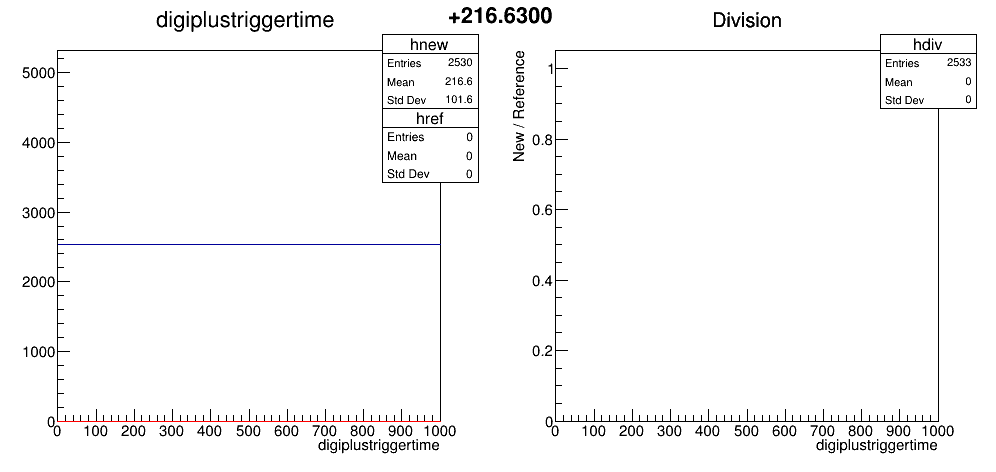 digiplustriggertime
+216.6300
Division
hnew
Entries 2530
Mean 216.6
Std Dev 101.6
href
Entries 0
Mean 0
Std Dev 0
5000
4000
3000
2000
1000
0
0 100 200 300 400 500 600 700 800 900 1000
digiplustriggertime
hdiv
Entries 2533
Mean 0
Std Dev 0
New / Reference
1
0.8
0.6
0.4
0.2
0
0 100 200 300 400 500 600 700 800 900 1000
digiplustriggertime